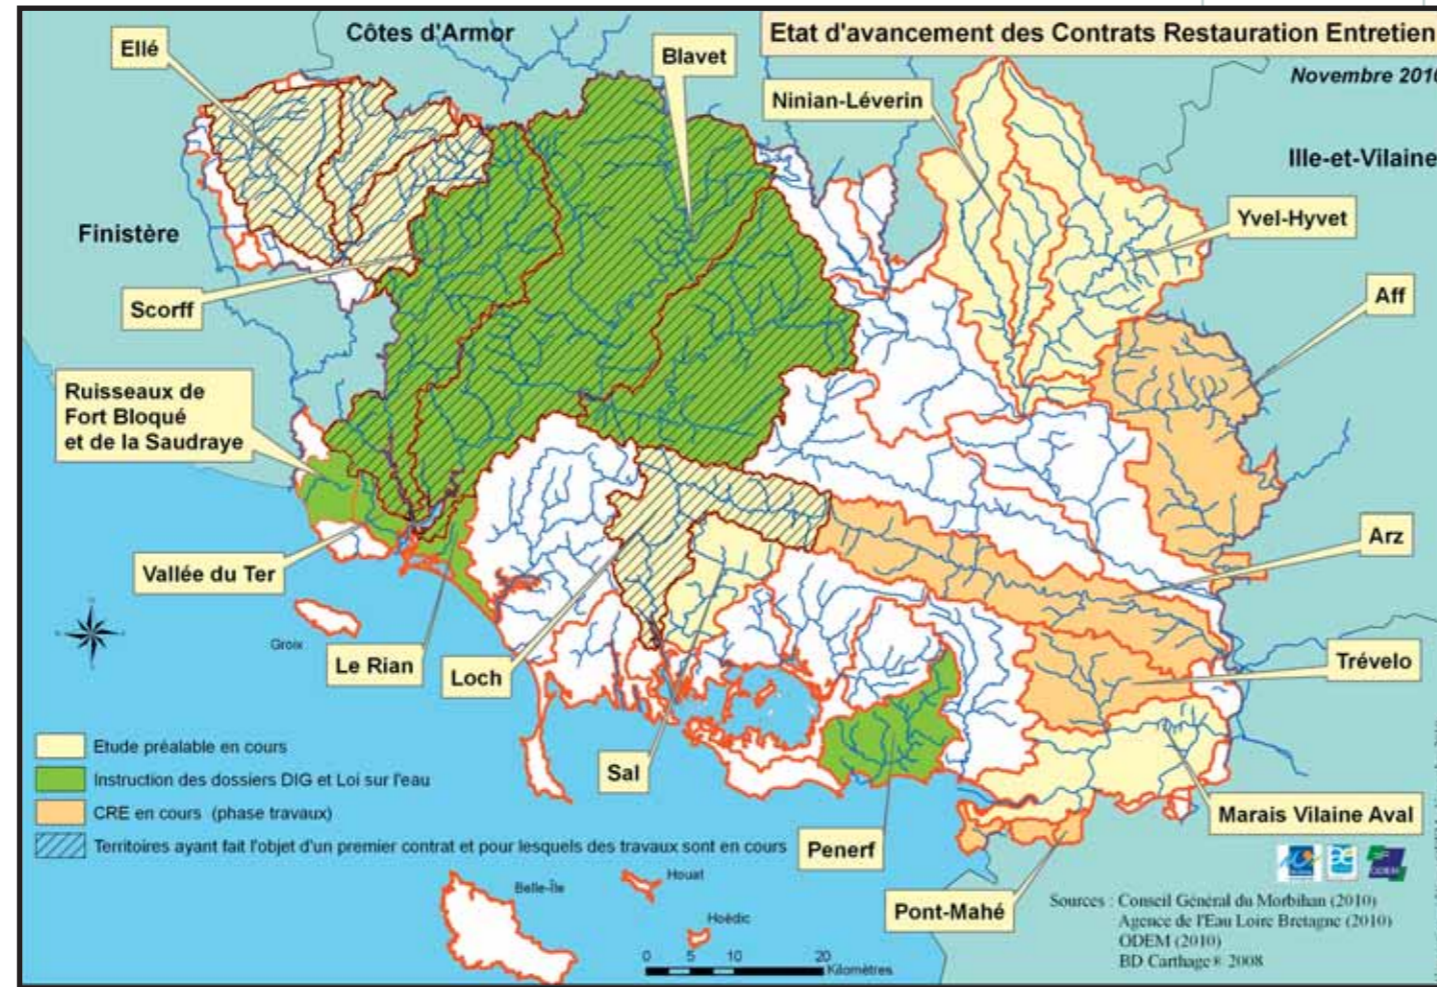 Etat d'avancement des Contrats Restauration Entretien
Novembre 2010
Côtes d'Armor
Ellé
Blavet
Ninian-Léverin
Ille-et-Vilaine
Yvel-Hyvet
Finistère
Aff
Scorff
Ruisseaux de
Fort Bloqué
et de la Saudraye
Arz
Vallée du Ter
Groix
Le Rian
Loch
Trévelo
Sal
Marais Vilaine Aval
Penerf
Pont-Mahé
Etude préalable en cours
Instruction des dossiers DIG et Loi sur l'eau
CRE en cours (phase travaux)
Territoires ayant fait l'objet d'un premier contrat et pour lesquels des travaux sont en cours
Belle-Île
Houat
Hoëdic
0 5 10 20
Kilomètres
ODEM
Sources : Conseil Général du Morbihan (2010)
Agence de l'Eau Loire Bretagne (2010)
ODEM (2010)
BD Carthage® 2008